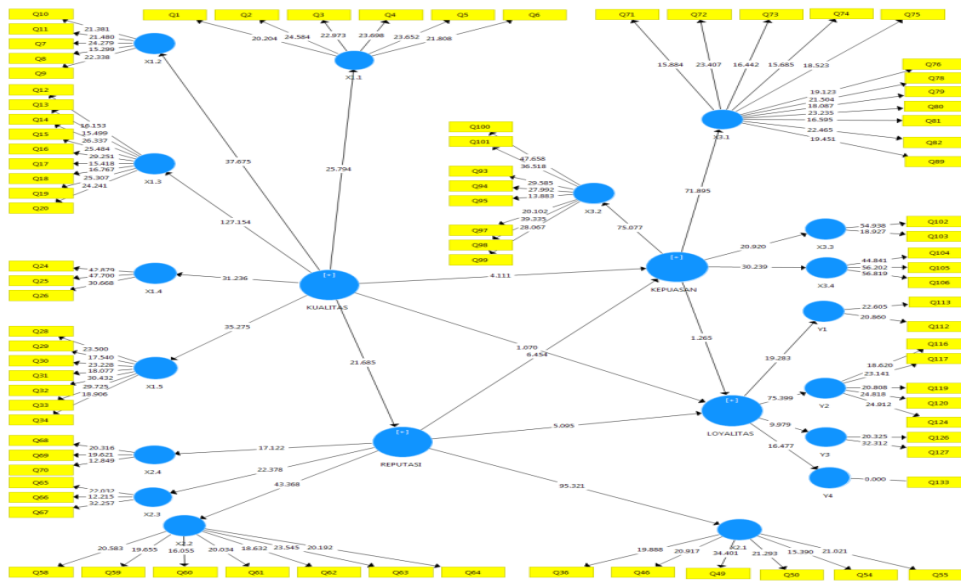 Q10
Q11
Q7
Q8
Q9
21.381
21.480
24.279
15.299
22.338
X1.2
Q1
Q2
Q3
Q4
Q5
Q6
20.204
24.584
22.973
23.698
23.652
21.808
X1.1
Q71
Q72
Q73
Q74
Q75
15.884
23.407
16.442
15.685
18.523
Q76
Q78
Q79
Q80
Q81
Q82
Q89
19.123
21.504
18.087
23.235
16.595
22.465
19.451
X3.1
Q12
Q13
Q14
Q15
Q16
Q17
Q18
Q19
Q20
16.153
15.499
26.337
25.484
29.251
15.418
16.767
25.307
24.241
X1.3
37.675
25.794
127.154
Q100
Q101
Q93
Q94
Q95
Q97
Q98
Q99
47.658
36.518
29.585
27.992
13.883
20.102
39.335
28.067
X3.2
71.895
75.077
Q24
Q25
Q26
47.879
47.700
30.668
X1.4
31.236
[+]
KUALITAS
4.111
[+]
KEPUASAN
20.920
30.239
X3.3
X3.4
54.938
18.927
Q102
Q103
44.841
56.202
56.819
Q104
Q105
Q106
Q28
Q29
Q30
Q31
Q32
Q33
Q34
23.500
17.540
23.228
18.077
30.432
29.725
18.906
X1.5
35.275
21.685
1.070
6.454
1.265
19.283
Y1
22.605
20.860
Q113
Q112
75.399
Y2
18.620
23.141
20.808
24.818
24.912
Q116
Q117
Q119
Q120
Q124
[+]
LOYALITAS
9.979
Y3
20.325
32.312
Q126
Q127
16.477
Y4
0.000
Q133
5.095
[+]
REPUTASI
Q68
Q69
Q70
20.316
19.621
12.849
X2.4
17.122
Q65
Q66
Q67
12.215
32.257
X2.3
22.378
43.368
95.321
X2.2
20.583
19.655
16.055
20.034
18.632
23.545
20.192
Q58
Q59
Q60
Q61
Q62
Q63
Q64
X2.1
19.888
20.917
34.401
21.293
15.390
21.021
Q36
Q46
Q49
Q50
Q54
Q55